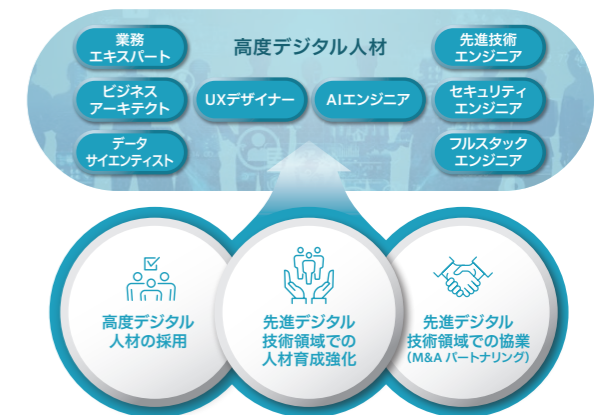 高度デジタル人材
業務
エキスパート
ビジネス
アーキテクト
データ
サイエンティスト
UXデザイナー
AIエンジニア
先進技術
エンジニア
セキュリティ
エンジニア
フルスタック
エンジニア
高度デジタル
人材の採用
先進デジタル
技術領域での
人材育成強化
先進デジタル
技術領域での協業
(M&A パートナリング)